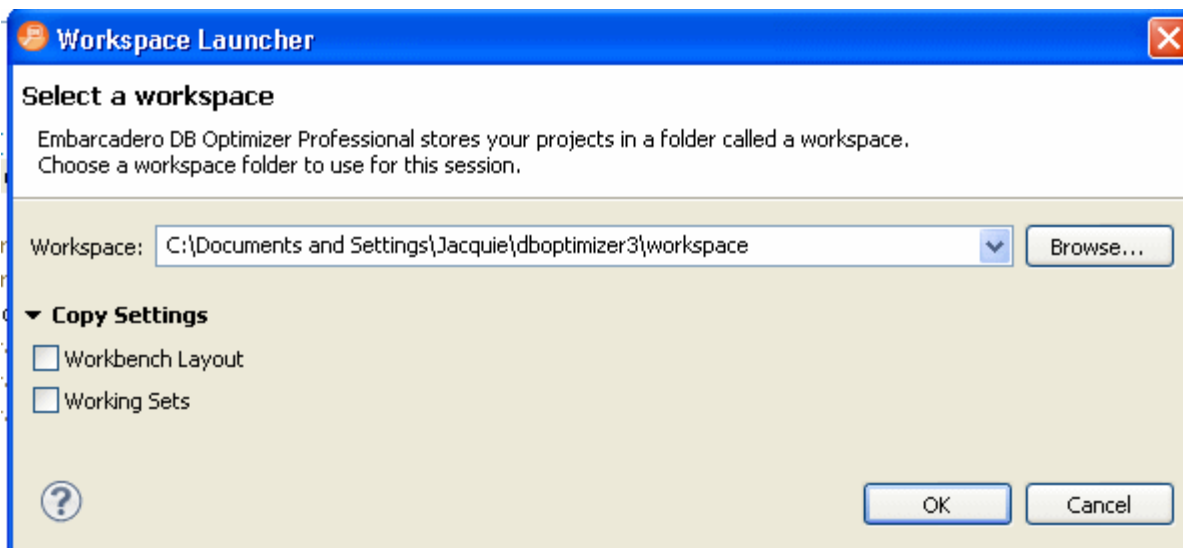 Workspace Launcher
Select a workspace
Embarcadero DB Optimizer Professional stores your projects in a folder called a workspace.
Choose a workspace folder to use for this session.
Workspace: C:\Documents and Settings\Jacquie\dboptimizer3\workspace Browse...
Copy Settings
Workbench Layout
Working Sets
? OK Cancel